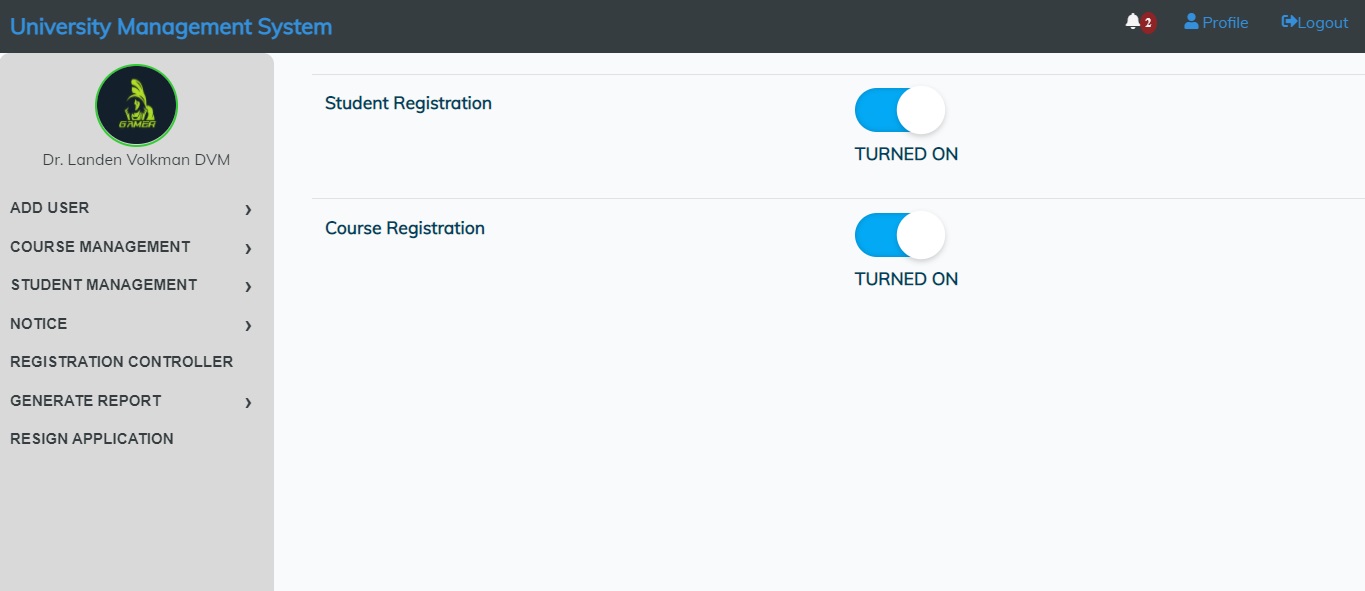 University Management System
2
Profile
Logout
GAMER
Dr. Landen Volkman DVM
ADD USER
COURSE MANAGEMENT
STUDENT MANAGEMENT
NOTICE
REGISTRATION CONTROLLER
GENERATE REPORT
RESIGN APPLICATION
Student Registration
TURNED ON
Course Registration
TURNED ON